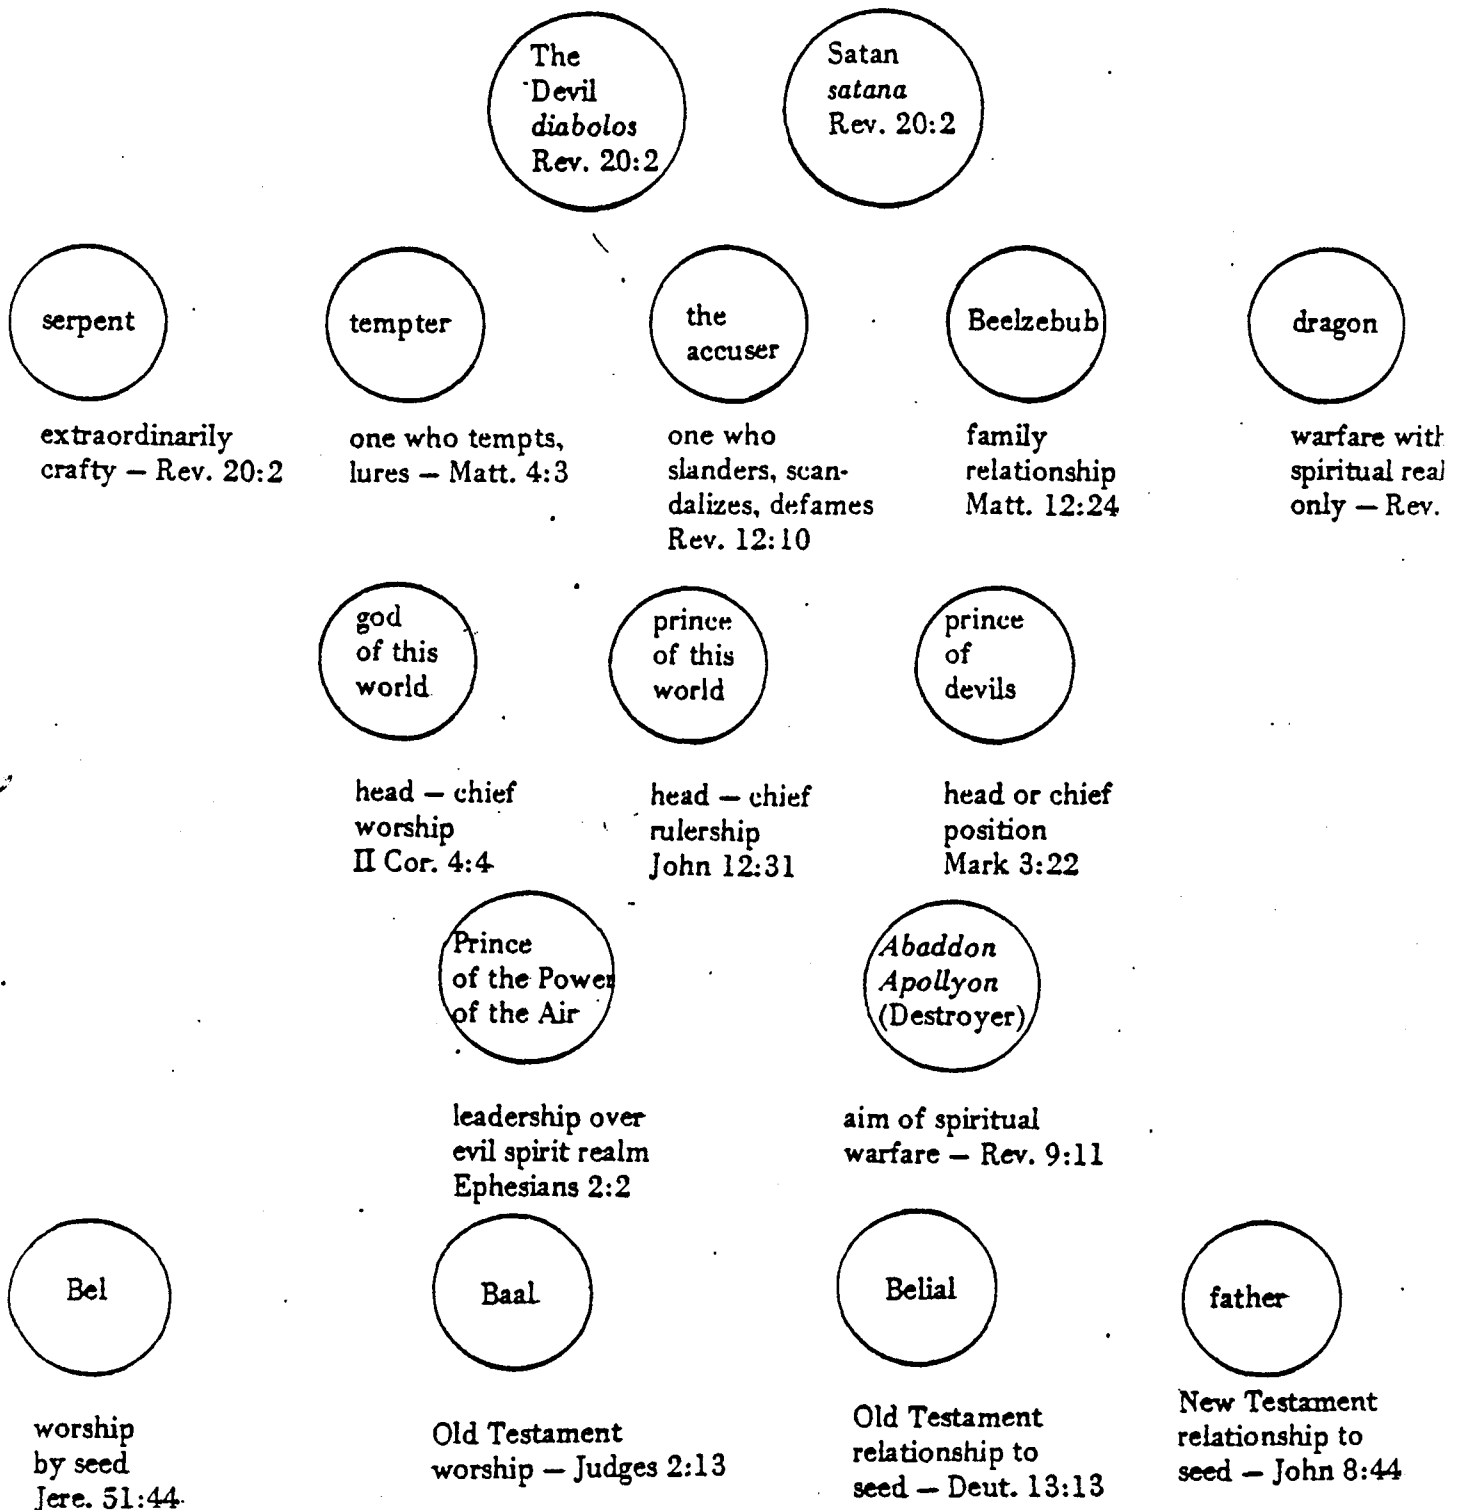 The
Devil
diabolos
Rev. 20:2
Satan
satana
Rev. 20:2
serpent
extraordinarily
crafty — Rev. 20:2
tempter
one who tempts,
lures — Matt. 4:3
the
accuser
one who
slanders, scan-
dalizes, defames
Rev. 12:10
Beelzebub
family
relationship
Matt. 12:24
dragon
warfare with
spiritual
only — Rev.
god
of this
world
head — chief
worship
II Cor. 4:4
prince
of this
world
head — chief
rulership
John 12:31
prince
of
devils
head or chief
position
Mark 3:22
Prince
of the Power
of the Air
leadership over
evil spirit realm
Ephesians 2:2
Abaddon
Apollyon
(Destroyer)
aim of spiritual
warfare — Rev. 9:11
Bel
worship
by seed
Jere. 51:44
Baal
Old Testament
worship — Judges 2:13
Belial
Old Testament
relationship to
seed — Deut. 13:13
father
New Testament
relationship to
seed — John 8:44